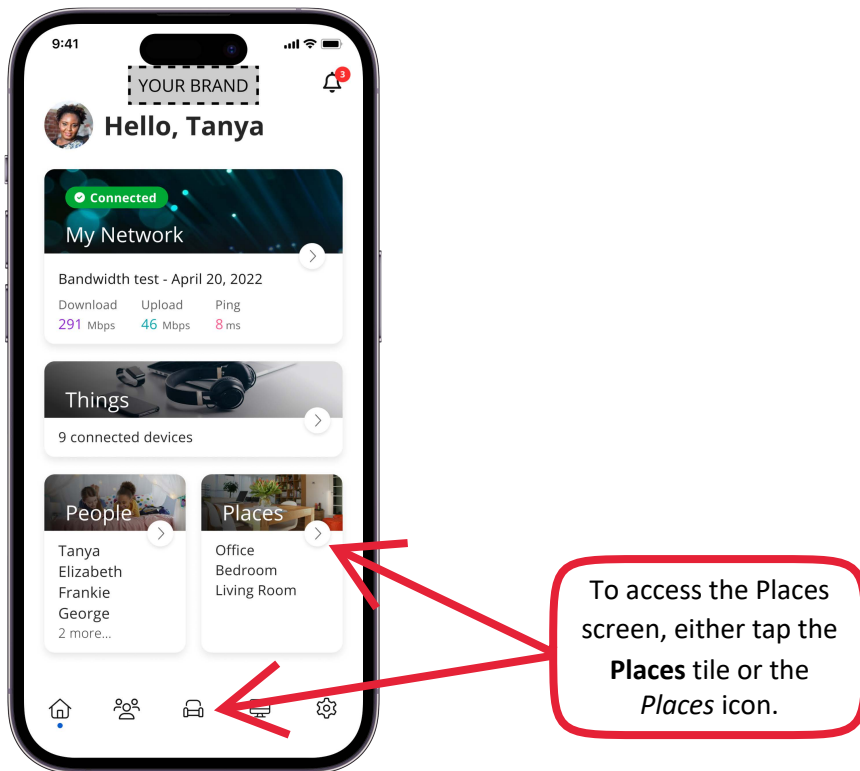 9:41
YOUR BRAND
3
Hello, Tanya
Connected
My Network
Bandwidth test - April 20, 2022
Download Upload Ping
291 Mbps 46 Mbps 8 ms
Things
9 connected devices
People
Tanya
Elizabeth
Frankie
George
2 more...
Places
Office
Bedroom
Living Room
To access the Places
screen, either tap the
Places tile or the
Places icon.